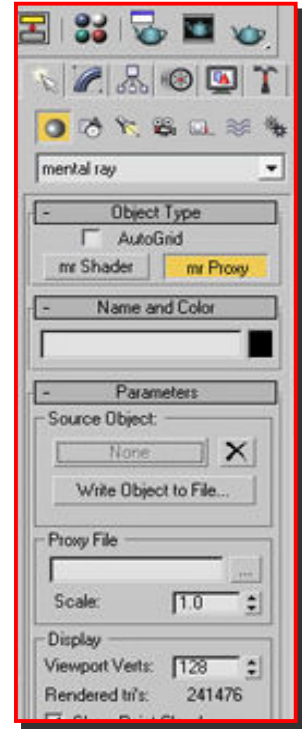 mental ray
- Object Type
AutoGrid
mr Shader mr Proxy
- Name and Color
- Parameters
Source Object:
None
Write Object to File...
Proxy File
...
Scale: 1.0
Display
Viewport Verts: 128
Rendered tri's: 241476